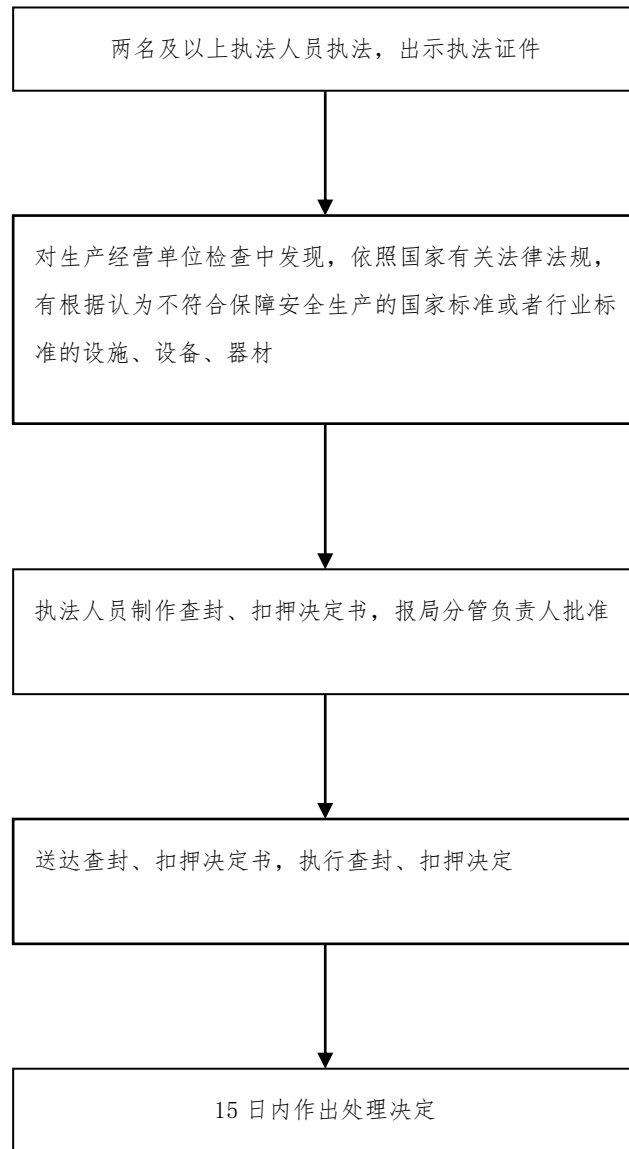 两名及以上执法人员执法，出示执法证件
对生产经营单位检查中发现，依照国家有关法律法规，
有根据认为不符合保障安全生产的国家标准或者行业标
准的设施、设备、器材
执法人员制作查封、扣押决定书，报局分管负责人批准
送达查封、扣押决定书，执行查封、扣押决定
15 日内作出处理决定